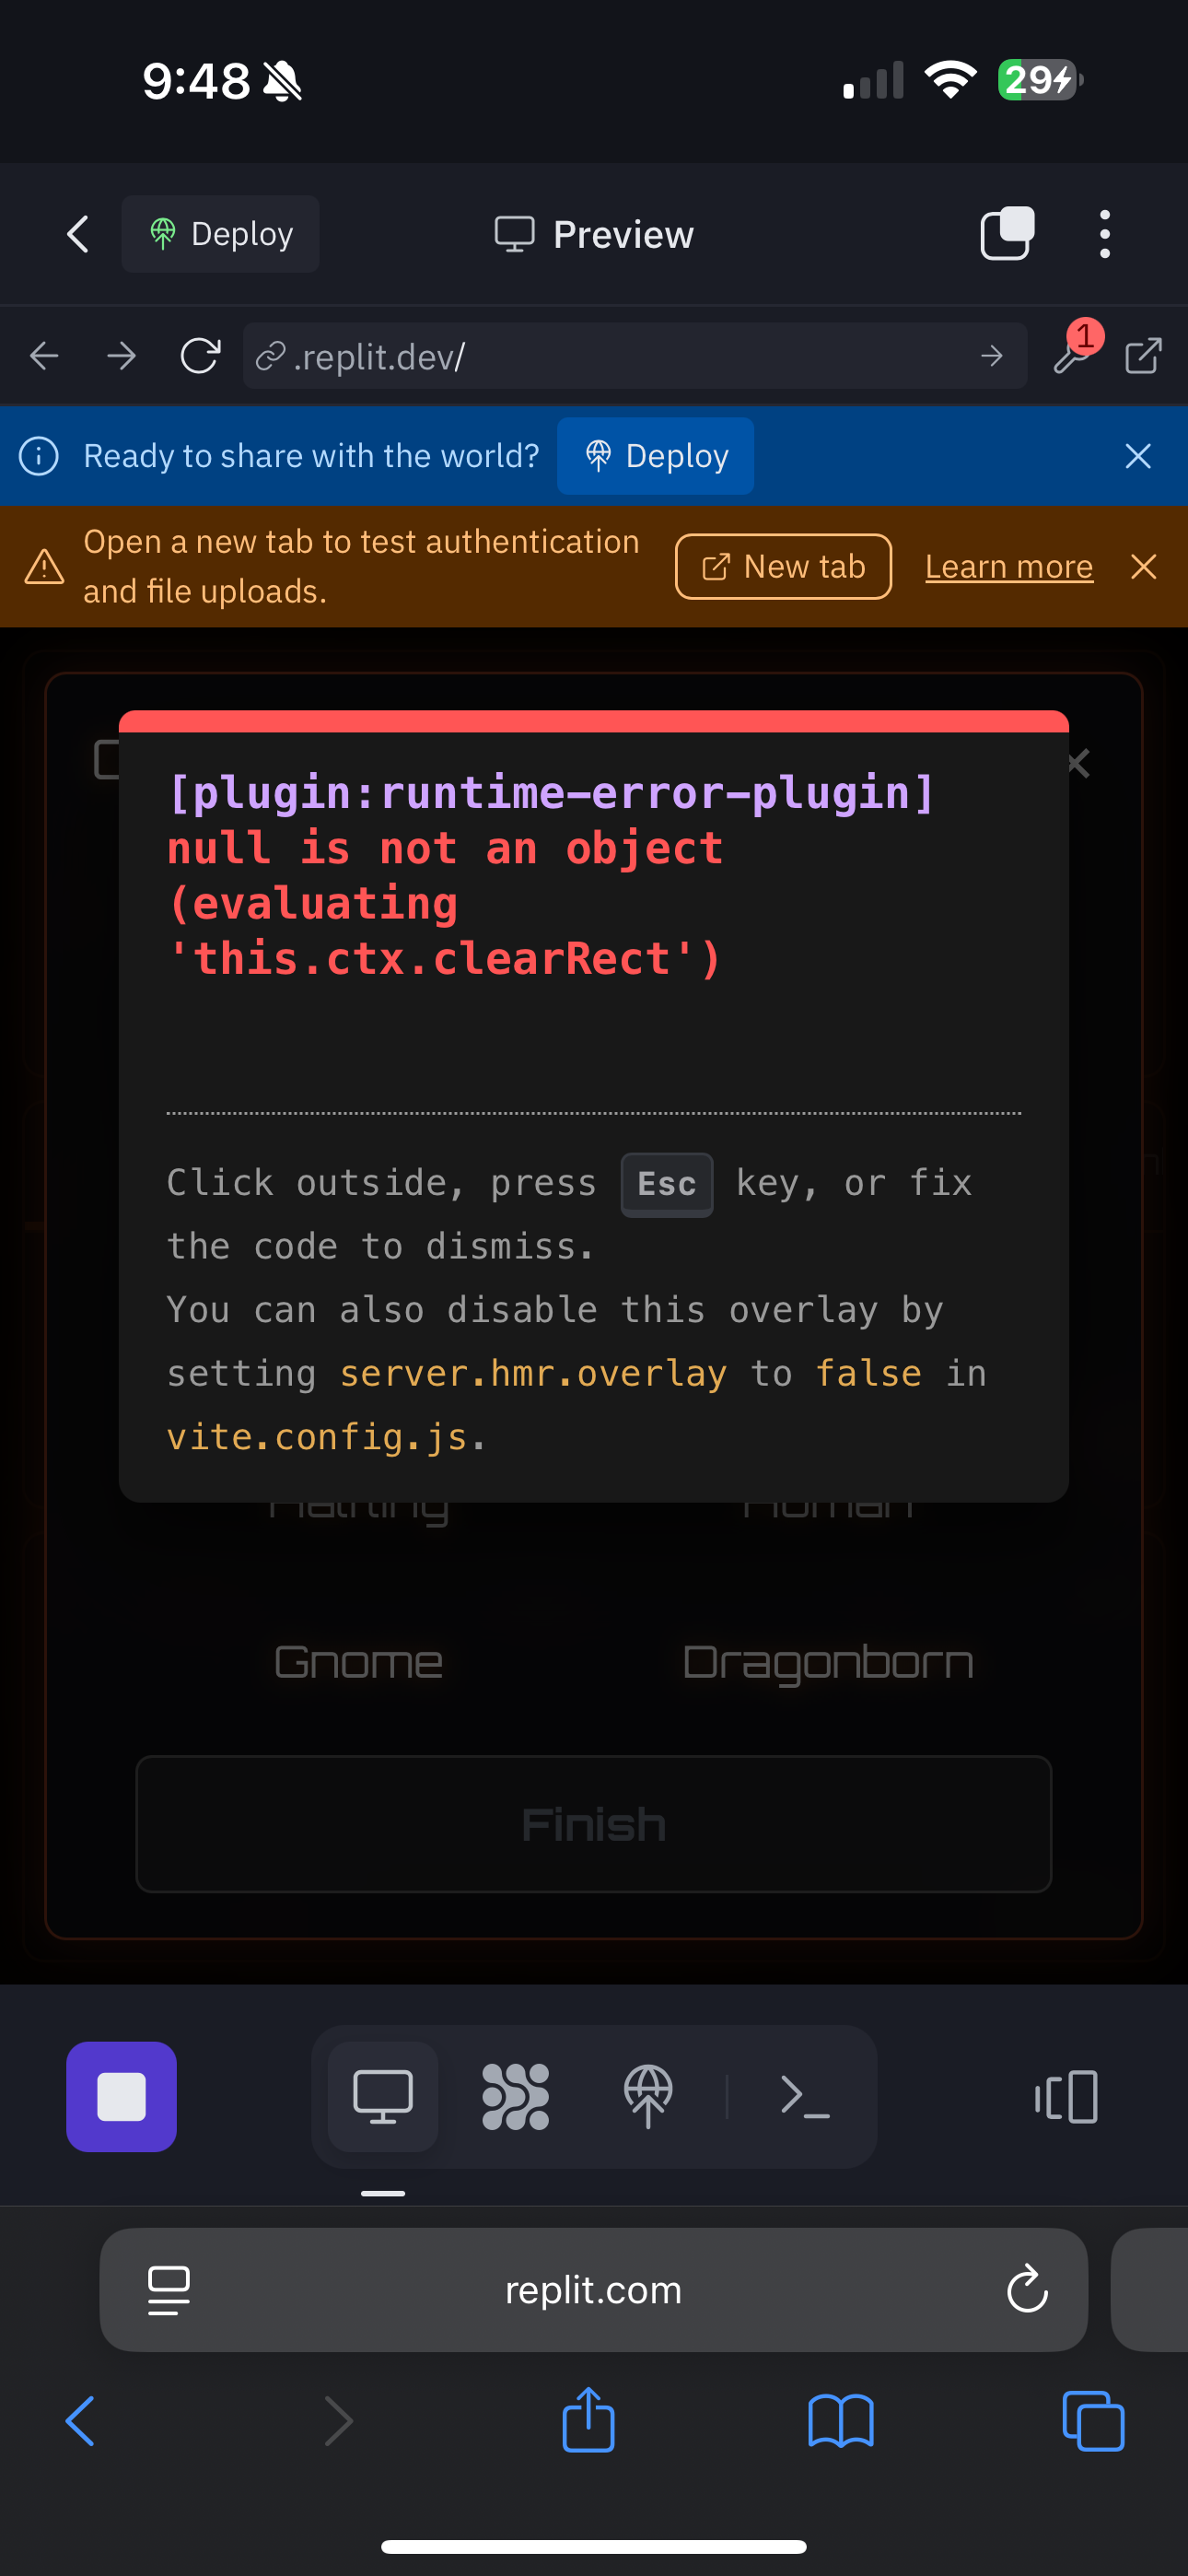 9:48
29
Deploy
Preview
.replit.dev/
1
Ready to share with the world?
Deploy
Open a new tab to test authentication
and file uploads.
New tab
Learn more
[plugin:runtime-error-plugin]
null is not an object
(evaluating
'this.ctx.clearRect')
Click outside, press Esc key, or fix
the code to dismiss.
You can also disable this overlay by
setting server.hmr.overlay to false in
vite.config.js.
Halfling Human
Gnome Dragonborn
Finish
replit.com